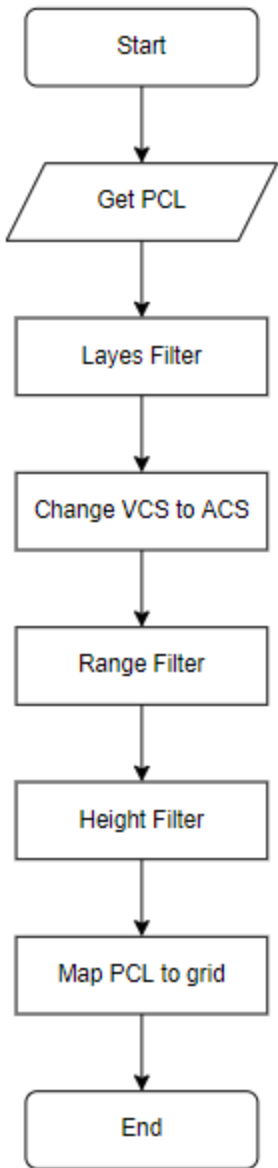 Start
Get PCL
Layes Filter
Change VCS to ACS
Range Filter
Height Filter
Map PCL to grid
End